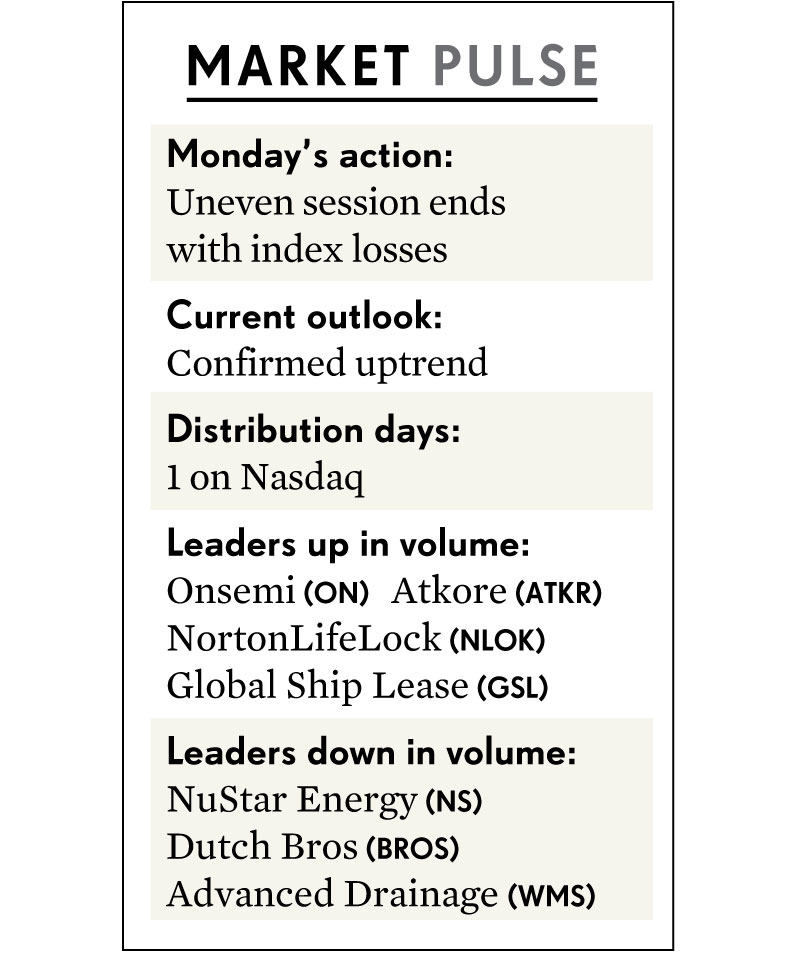 MARKET PULSE
Monday’s action:
Uneven session ends
with index losses
Current outlook:
Confirmed uptrend
Distribution days:
1 on Nasdaq
Leaders up in volume:
Onsemi (ON) Atkore (ATKR)
NortonLifeLock (NLOK)
Global Ship Lease (GSL)
Leaders down in volume:
NuStar Energy (NS)
Dutch Bros (BROS)
Advanced Drainage (WMS)